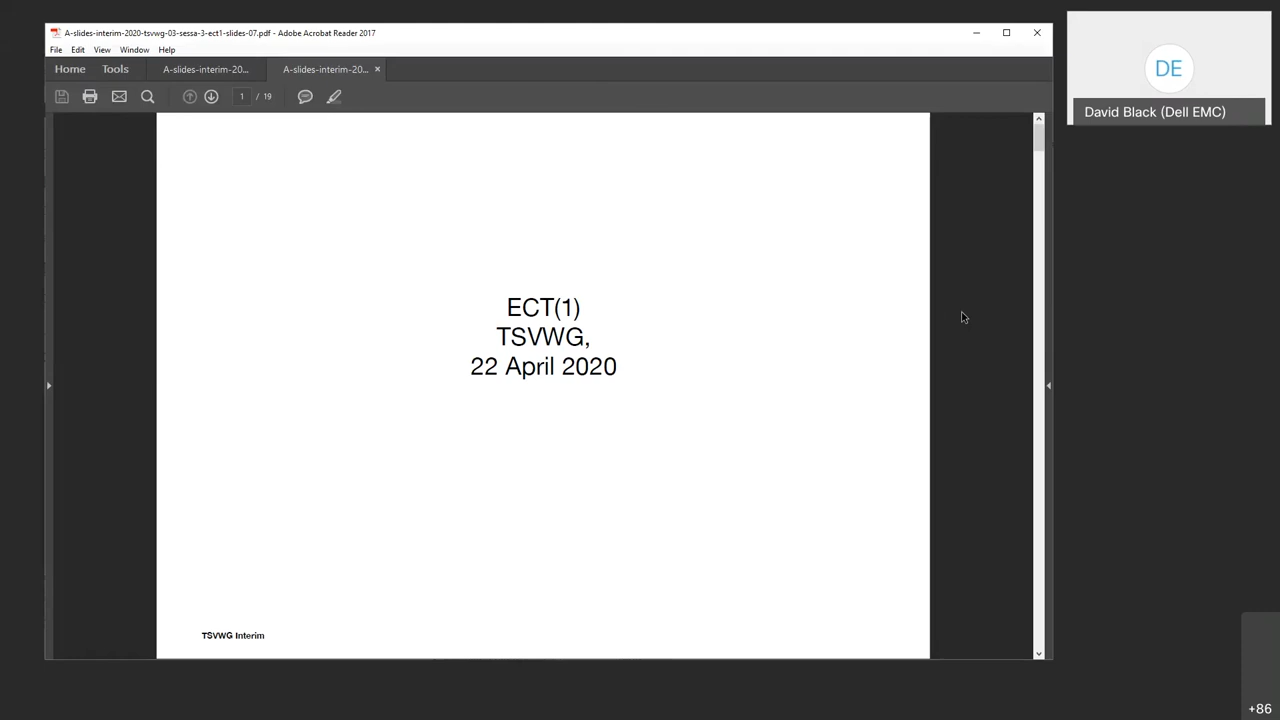 A-slides-interim-2020-tsvwg-03-sessa-3-ect1-slides-07.pdf - Adobe Acrobat Reader 2017
File Edit View Window Help
Home Tools A-slides-interim-20... A-slides-interim-20... ×
1 / 19
ECT(1)
TSVWG,
22 April 2020
TSVWG Interim
DE
David Black (Dell EMC)
+86